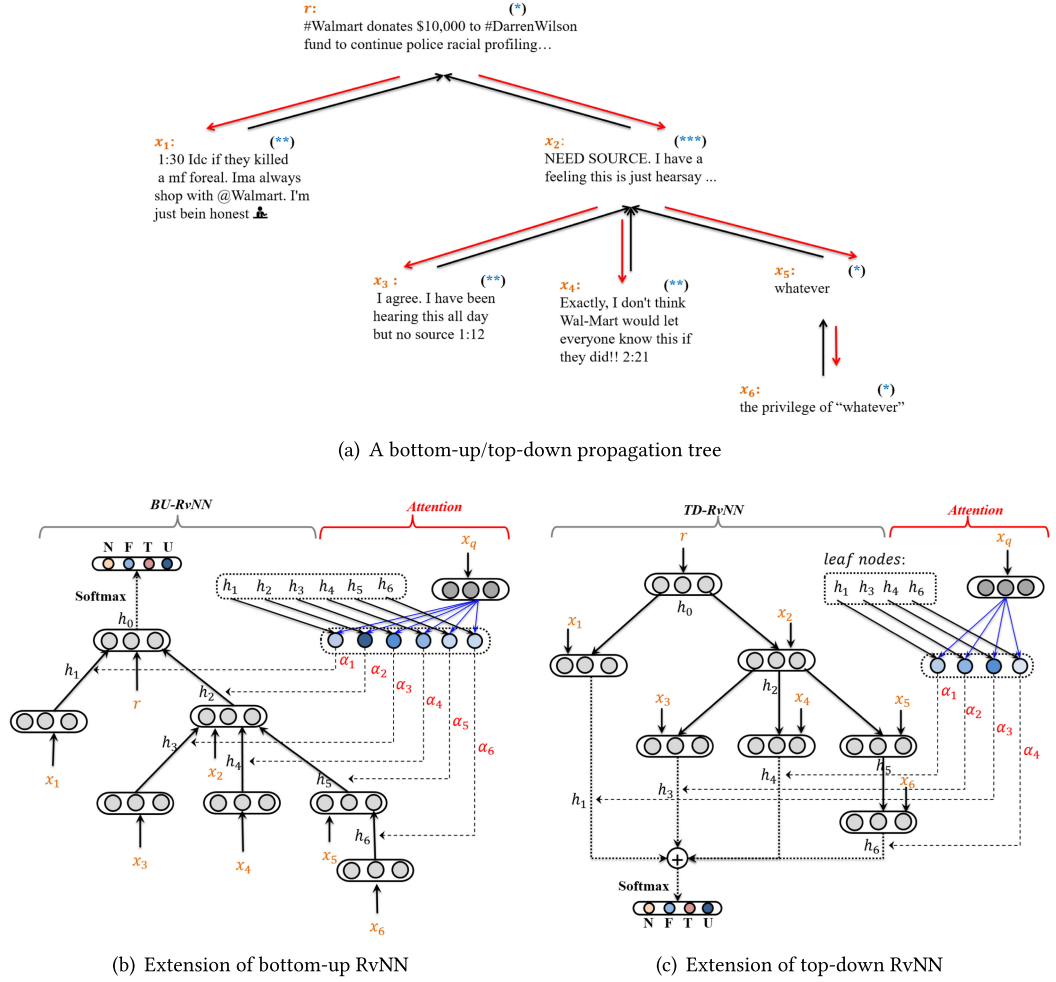 r: (*)
#Walmart donates $10,000 to #DarrenWilson
fund to continue police racial profiling…
x₁: (**)
1:30 Idc if they killed
a mf foreal. Ima always
shop with @Walmart. I'm
just bein honest
x₂: (***)
NEED SOURCE. I have a
feeling this is just hearsay ...
x₃ : (**)
I agree. I have been
hearing this all day
but no source 1:12
x₄: (**)
Exactly, I don't think
Wal-Mart would let
everyone know this if
they did!! 2:21
x₅: (*)
whatever
x₆: (*)
the privilege of “whatever”
(a) A bottom-up/top-down propagation tree
BU-RvNN Attention
x_q
N F T U
Softmax
h₁ h₂ h₃ h₄ h₅ h₆
h₀
h₁
α₁
α₂
α₃
α₄
α₅
α₆
r
h₂
h₃
x₁
x₂
h₄
h₅
x₃
x₄
x₅
h₆
x₆
(b) Extension of bottom-up RvNN
TD-RvNN Attention
r
x_q
leaf nodes:
h₁ h₃ h₄ h₆
h₀
x₁
x₂
h₂
α₁
α₂
α₃
α₄
x₃
x₄
x₅
h₅
h₁
h₃
h₄
x₆
h₆
+
Softmax
N F T U
(c) Extension of top-down RvNN